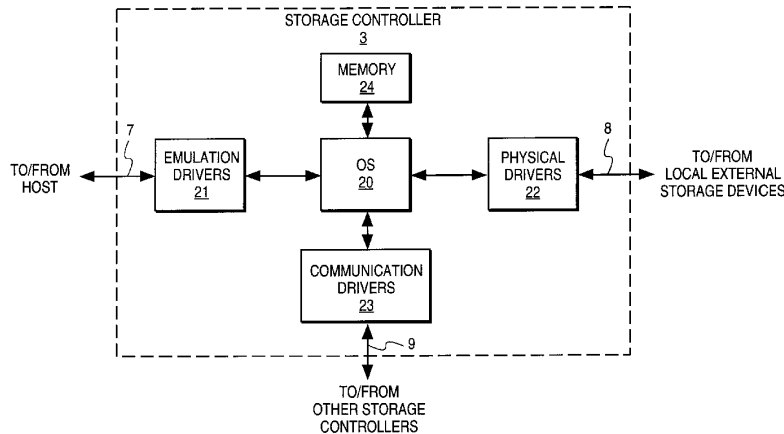 STORAGE CONTROLLER
3
MEMORY
24
7
TO/FROM
HOST
EMULATION
DRIVERS
21
OS
20
PHYSICAL
DRIVERS
22
8
TO/FROM
LOCAL EXTERNAL
STORAGE DEVICES
COMMUNICATION
DRIVERS
23
9
TO/FROM
OTHER STORAGE
CONTROLLERS